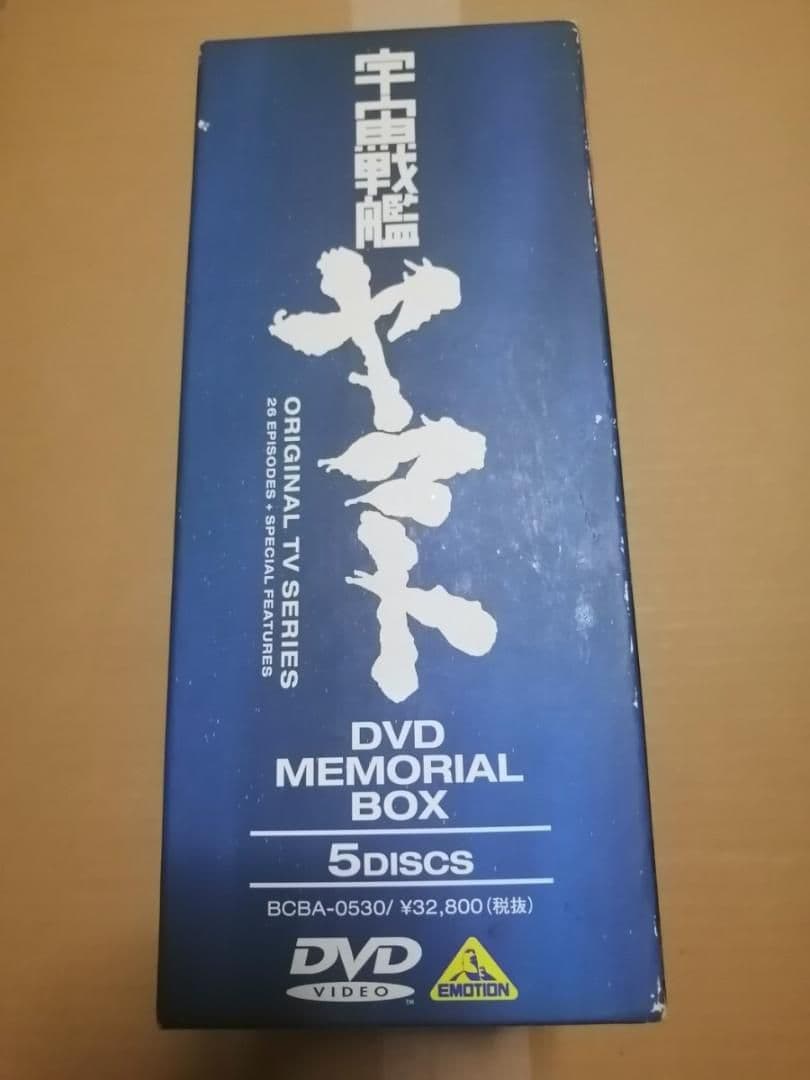 宇宙戦艦
ヤマト
ORIGINAL TV SERIES
26 EPISODES + SPECIAL FEATURES
DVD
MEMORIAL
BOX
5DISCS
BCBA-0530/ ¥32,800(税抜)
DVD
VIDEO
TM
EMOTION